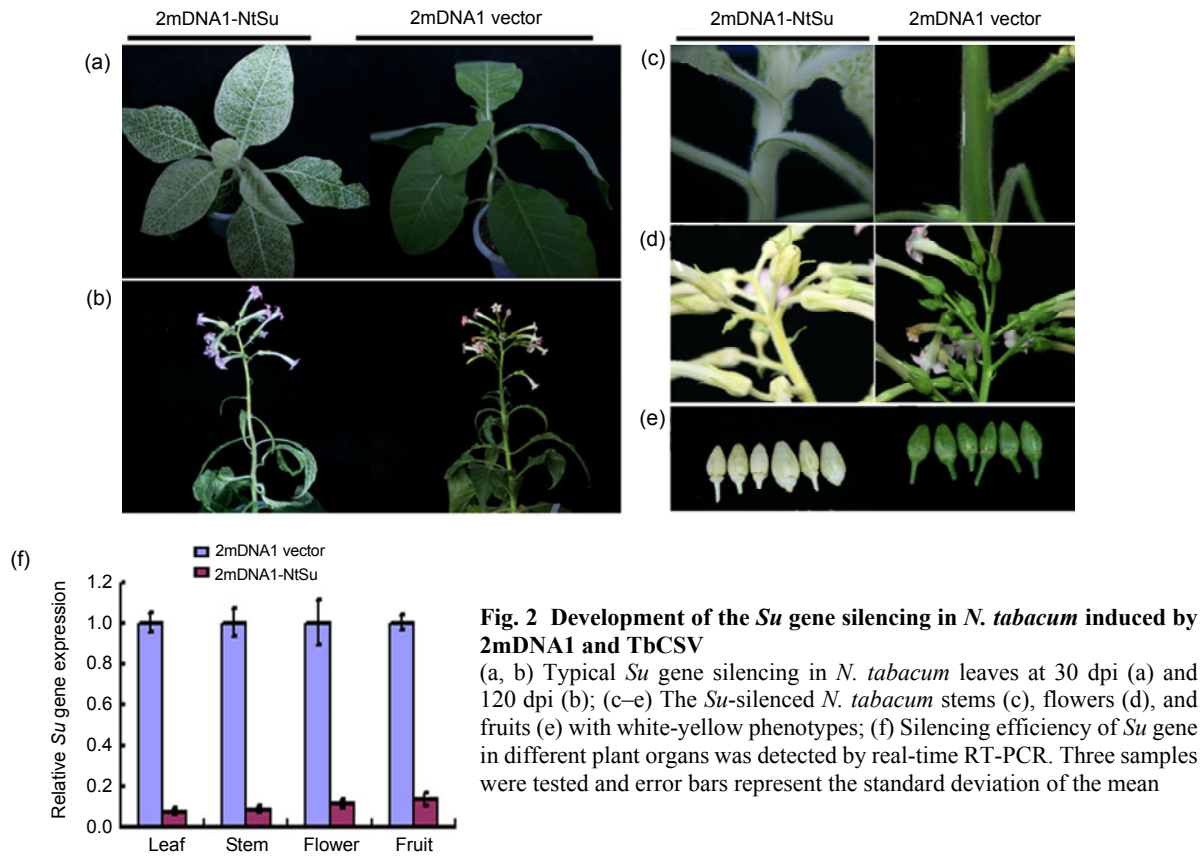 2mDNA1-NtSu
2mDNA1 vector
2mDNA1-NtSu
2mDNA1 vector
(a)
(b)
(c)
(d)
(e)
(f)
2mDNA1 vector
2mDNA1-NtSu
Relative Su gene expression
1.2
1.0
0.8
0.6
0.4
0.2
0.0
Leaf
Stem
Flower
Fruit
Fig. 2 Development of the Su gene silencing in N. tabacum induced by
2mDNA1 and TbCSV
(a, b) Typical Su gene silencing in N. tabacum leaves at 30 dpi (a) and
120 dpi (b); (c–e) The Su-silenced N. tabacum stems (c), flowers (d), and
fruits (e) with white-yellow phenotypes; (f) Silencing efficiency of Su gene
in different plant organs was detected by real-time RT-PCR. Three samples
were tested and error bars represent the standard deviation of the mean